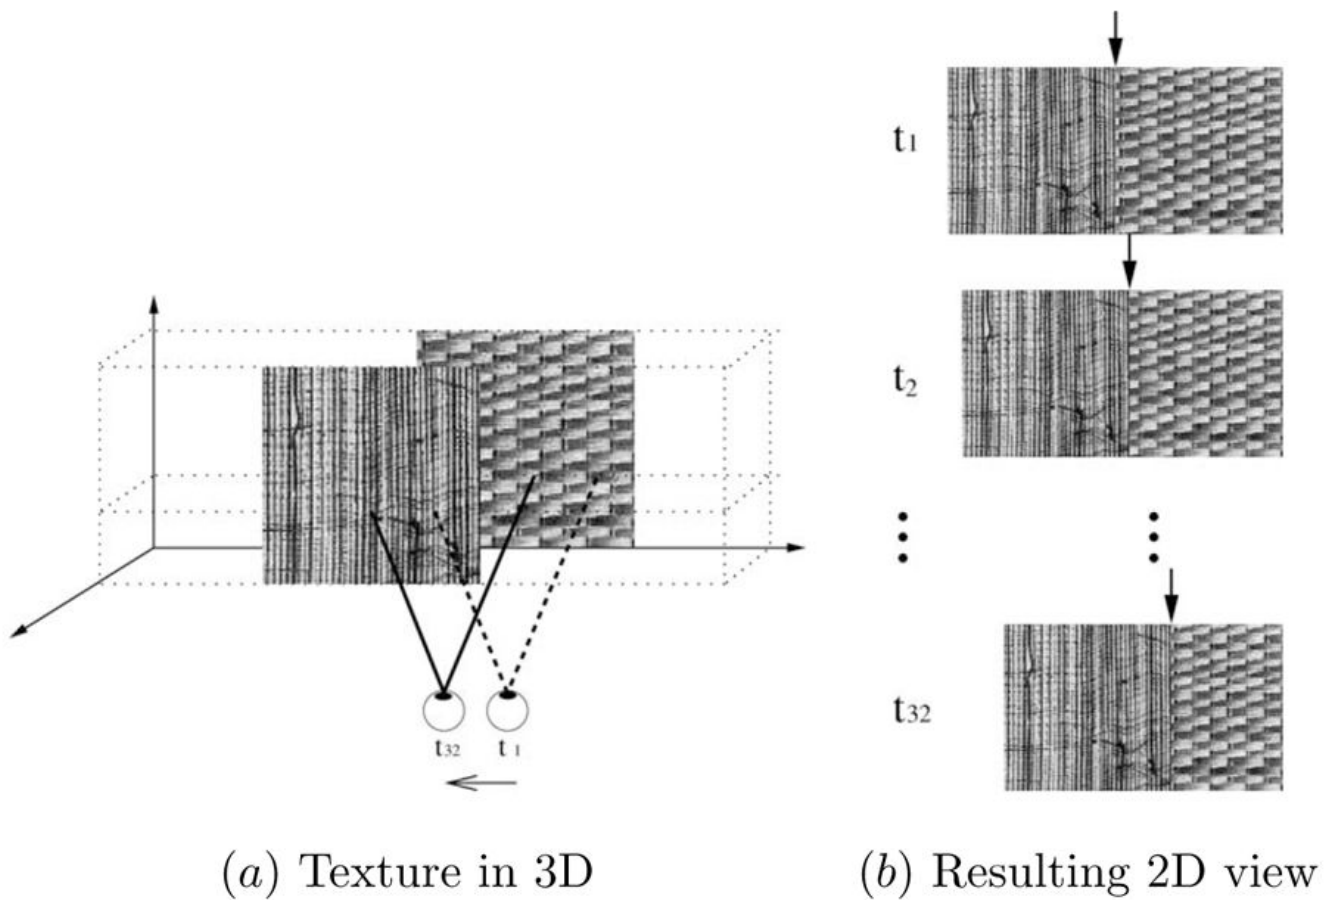 t1
t2
t32
t32 t1
(a) Texture in 3D
(b) Resulting 2D view